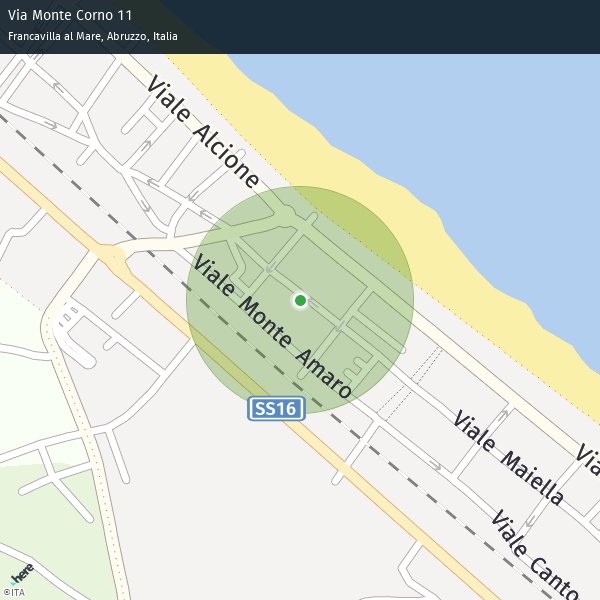 Via Monte Corno 11
Francavilla al Mare, Abruzzo, Italia
Viale Alcione
Viale Monte Amaro
SS16
Viale Maiella
Via
Viale Canto
here
©ITA